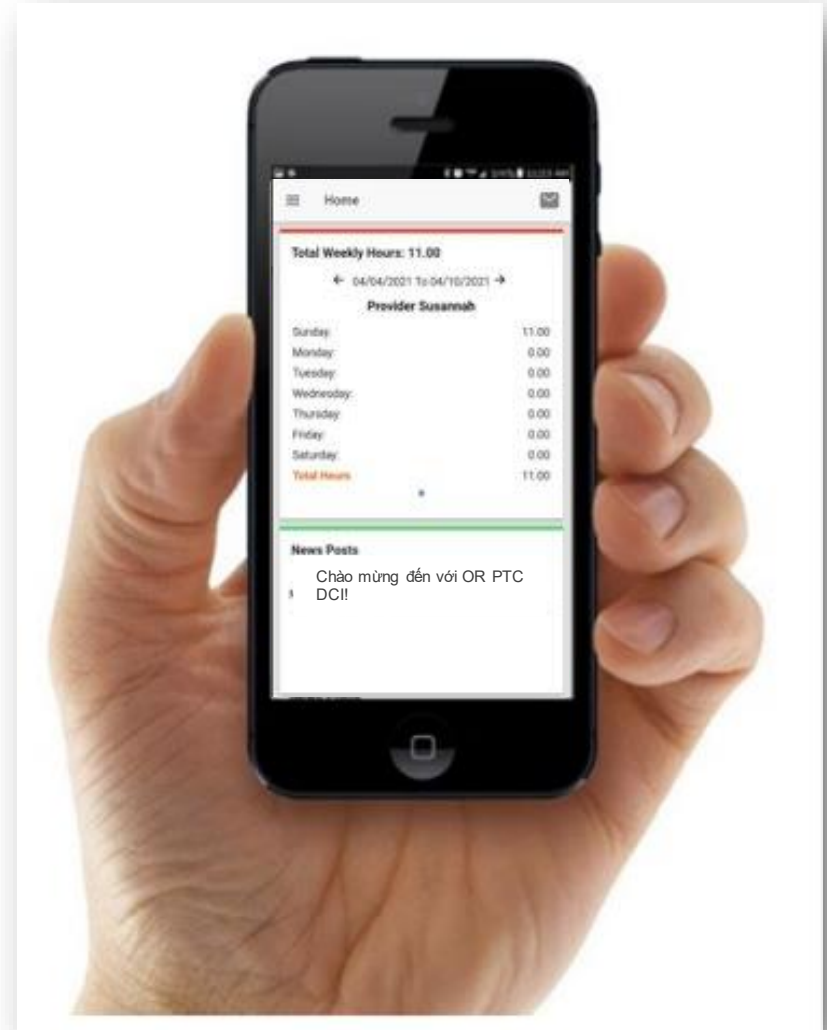 Home
Total Weekly Hours: 11.00
← 04/04/2021 To 04/10/2021 →
Provider Susannah
Sunday: 11.00
Monday: 0.00
Tuesday: 0.00
Wednesday: 0.00
Thursday: 0.00
Friday: 0.00
Saturday: 0.00
Total Hours 11.00
News Posts
Chào mừng đến với OR PTC
DCI!